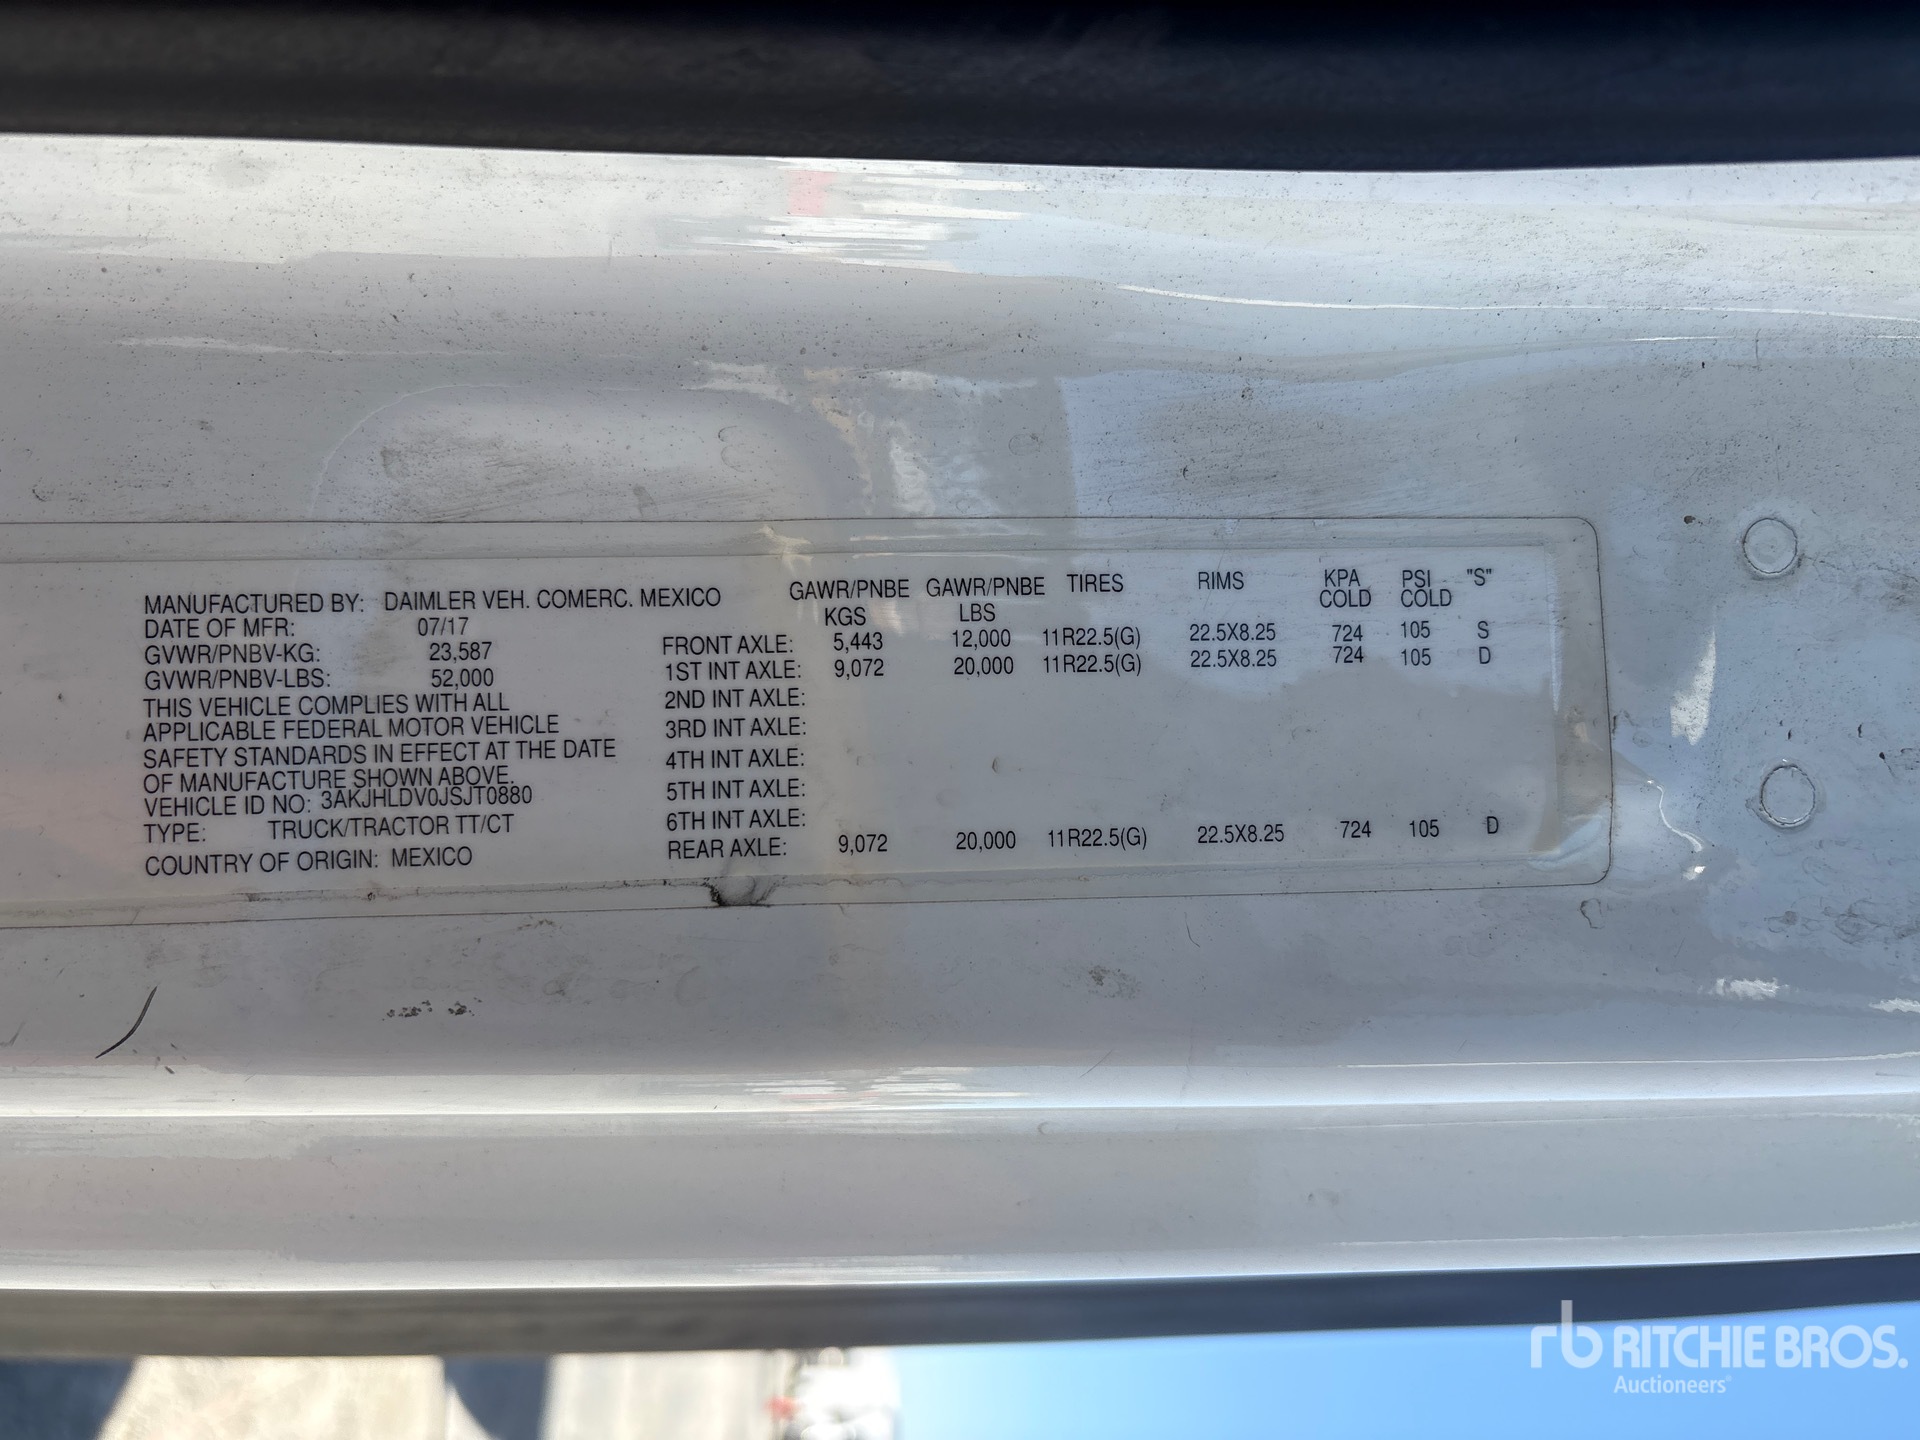 MANUFACTURED BY: DAIMLER VEH. COMERC. MEXICO
DATE OF MFR: 07/17
GVWR/PNBV-KG: 23,587
GVWR/PNBV-LBS: 52,000
THIS VEHICLE COMPLIES WITH ALL
APPLICABLE FEDERAL MOTOR VEHICLE
SAFETY STANDARDS IN EFFECT AT THE DATE
OF MANUFACTURE SHOWN ABOVE.
VEHICLE ID NO: 3AKJHLDV0JSJT0880
TYPE: TRUCK/TRACTOR TT/CT
COUNTRY OF ORIGIN: MEXICO
GAWR/PNBE GAWR/PNBE TIRES RIMS KPA PSI "S"
KGS LBS COLD COLD
FRONT AXLE: 5,443 12,000 11R22.5(G) 22.5X8.25 724 105 S
1ST INT AXLE: 9,072 20,000 11R22.5(G) 22.5X8.25 724 105 D
2ND INT AXLE:
3RD INT AXLE:
4TH INT AXLE:
5TH INT AXLE:
6TH INT AXLE:
REAR AXLE: 9,072 20,000 11R22.5(G) 22.5X8.25 724 105 D
rb RITCHIE BROS.
Auctioneers